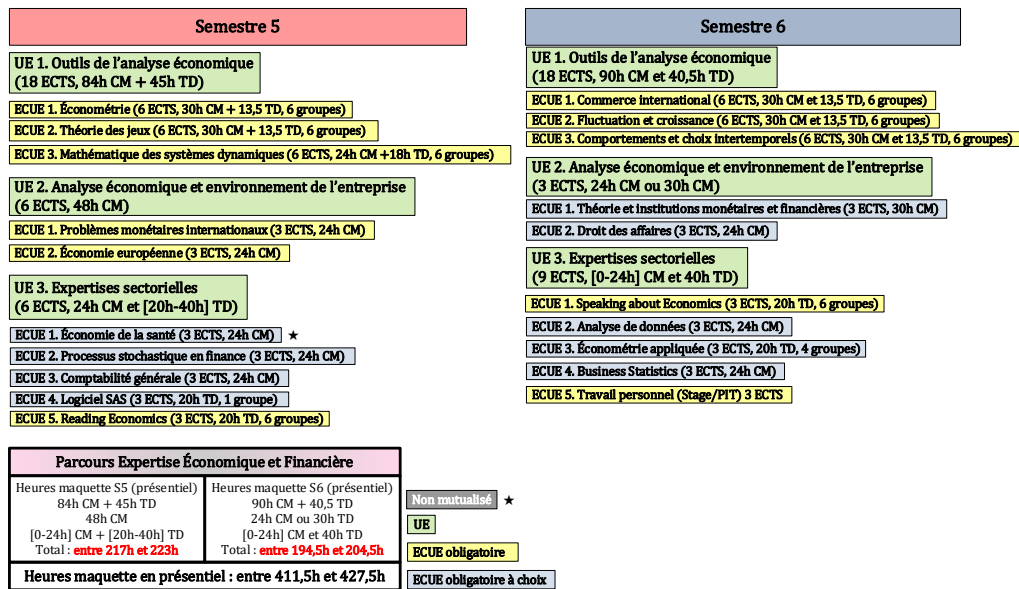 Semestre 5
UE 1. Outils de l'analyse économique
(18 ECTS, 84h CM + 45h TD)
ECUE 1. Économétrie (6 ECTS, 30h CM + 13,5 TD, 6 groupes)
ECUE 2. Théorie des jeux (6 ECTS, 30h CM + 13,5 TD, 6 groupes)
ECUE 3. Mathématique des systèmes dynamiques (6 ECTS, 24h CM +18h TD, 6 groupes)
UE 2. Analyse économique et environnement de l'entreprise
(6 ECTS, 48h CM)
ECUE 1. Problèmes monétaires internationaux (3 ECTS, 24h CM)
ECUE 2. Économie européenne (3 ECTS, 24h CM)
UE 3. Expertises sectorielles
(6 ECTS, 24h CM et [20h-40h] TD)
ECUE 1. Économie de la santé (3 ECTS, 24h CM) ★
ECUE 2. Processus stochastique en finance (3 ECTS, 24h CM)
ECUE 3. Comptabilité générale (3 ECTS, 24h CM)
ECUE 4. Logiciel SAS (3 ECTS, 20h TD, 1 groupe)
ECUE 5. Reading Economics (3 ECTS, 20h TD, 6 groupes)
Semestre 6
UE 1. Outils de l'analyse économique
(18 ECTS, 90h CM et 40,5h TD)
ECUE 1. Commerce international (6 ECTS, 30h CM et 13,5 TD, 6 groupes)
ECUE 2. Fluctuation et croissance (6 ECTS, 30h CM et 13,5 TD, 6 groupes)
ECUE 3. Comportements et choix intertemporels (6 ECTS, 30h CM et 13,5 TD, 6 groupes)
UE 2. Analyse économique et environnement de l'entreprise
(3 ECTS, 24h CM ou 30h CM)
ECUE 1. Théorie et institutions monétaires et financières (3 ECTS, 30h CM)
ECUE 2. Droit des affaires (3 ECTS, 24h CM)
UE 3. Expertises sectorielles
(9 ECTS, [0-24h] CM et 40h TD)
ECUE 1. Speaking about Economics (3 ECTS, 20h TD, 6 groupes)
ECUE 2. Analyse de données (3 ECTS, 24h CM)
ECUE 3. Économétrie appliquée (3 ECTS, 20h TD, 4 groupes)
ECUE 4. Business Statistics (3 ECTS, 24h CM)
ECUE 5. Travail personnel (Stage/PIT) 3 ECTS
Parcours Expertise Économique et Financière
Heures maquette S5 (présentiel)
84h CM + 45h TD
48h CM
[0-24h] CM + [20h-40h] TD
Total : entre 217h et 223h
Heures maquette S6 (présentiel)
90h CM + 40,5 TD
24h CM ou 30h TD
[0-24h] CM et 40h TD
Total : entre 194,5h et 204,5h
Heures maquette en présentiel : entre 411,5h et 427,5h
Non mutualisé ★
UE
ECUE obligatoire
ECUE obligatoire à choix